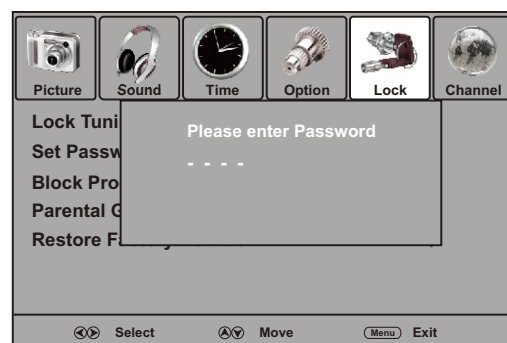 Picture Sound Time Option Lock Channel
Lock Tuni
Please enter Password
Set Passw
- - - -
Block Pro
Parental G
Restore Fa
Select Move Menu Exit